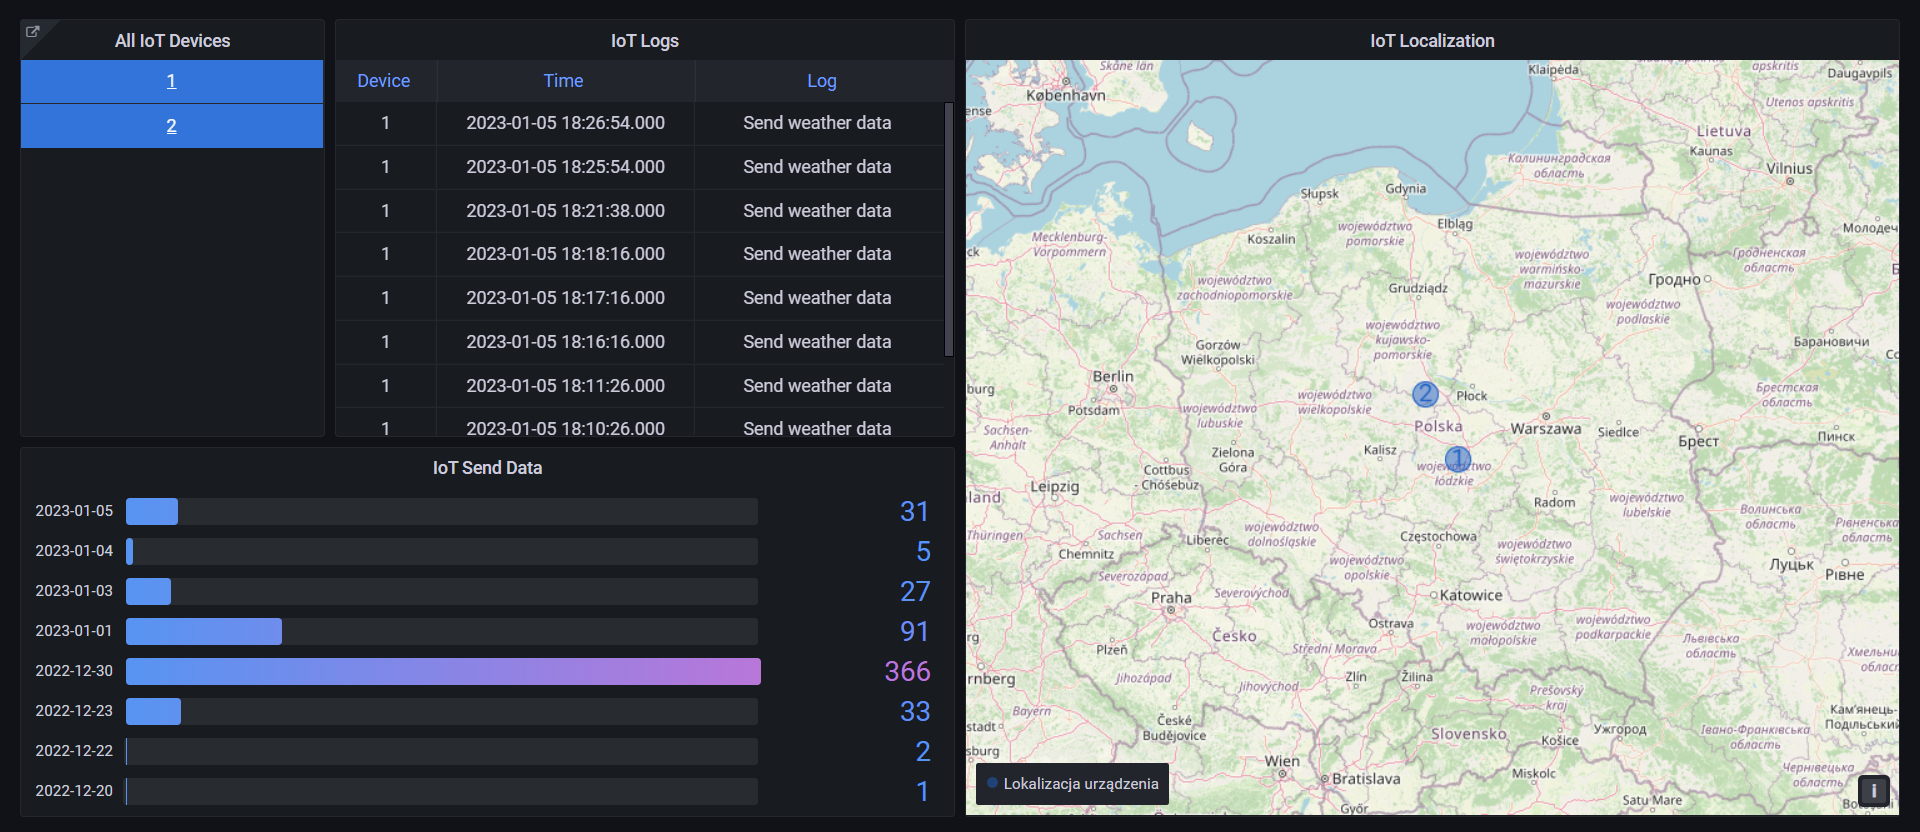 All IoT Devices
1
2
IoT Logs
Device Time Log
1 2023-01-05 18:26:54.000 Send weather data
1 2023-01-05 18:25:54.000 Send weather data
1 2023-01-05 18:21:38.000 Send weather data
1 2023-01-05 18:18:16.000 Send weather data
1 2023-01-05 18:17:16.000 Send weather data
1 2023-01-05 18:16:16.000 Send weather data
1 2023-01-05 18:11:26.000 Send weather data
1 2023-01-05 18:10:26.000 Send weather data
IoT Send Data
2023-01-05 31
2023-01-04 5
2023-01-03 27
2023-01-01 91
2022-12-30 366
2022-12-23 33
2022-12-22 2
2022-12-20 1
IoT Localization
Skåne län
Klaipėda
apskritis
apskritis
Daugavpils
København
Utenos apskritis
ense
Lietuva
Kaunas
Vilnius
Калининградская
область
Słupsk
Gdynia
Elbląg
Молодеч
Mecklenburg-
Vorpommern
Koszalin
województwo
pomorskie
ck
województwo
warmińsko-
mazurskie
Гродненская
область
Гродно
województwo
zachodniopomorskie
Grudziądz
województwo
podlaskie
województwo
kujawsko-
pomorskie
Gorzów
Wielkopolski
Барановичи
Berlin
burg
Potsdam
województwo
wielkopolskie
2
Płock
Брестская
область
województwo
lubuskie
Polska
Warszawa
Siedlce
Брест
Пинск
Sachsen-
Anhalt
Zielona
Góra
Kalisz
1
województwo
łódzkie
Cottbus
- Chóśebuz
Leipzig
land
Radom
województwo
lubelskie
Волинська
область
Рівненська
область
Thüringen
Sachsen
Liberec
województwo
dolnośląskie
Częstochowa
województwo
świętokrzyskie
Chemnitz
województwo
opolskie
Луцьк
Рівне
Severozápad
Severovýchod
Praha
Katowice
Ostrava
województwo
małopolskie
województwo
podkarpackie
Česko
Львівська
область
rg
Plzeň
Střední Morava
Хмельни
област
Jihozápad
Jihovýchod
Zlín
Žilina
Prešovský
kraj
rnberg
Bayern
České
Budějovice
Slovensko
Košice
Ужгород
Івано-Франківська
область
Кам'янець-
Подільський
stadt
sburg
Wien
Bratislava
Miskolc
Чернівецька
область
Lokalizacja urządzenia
Győr
Satu Mare
i